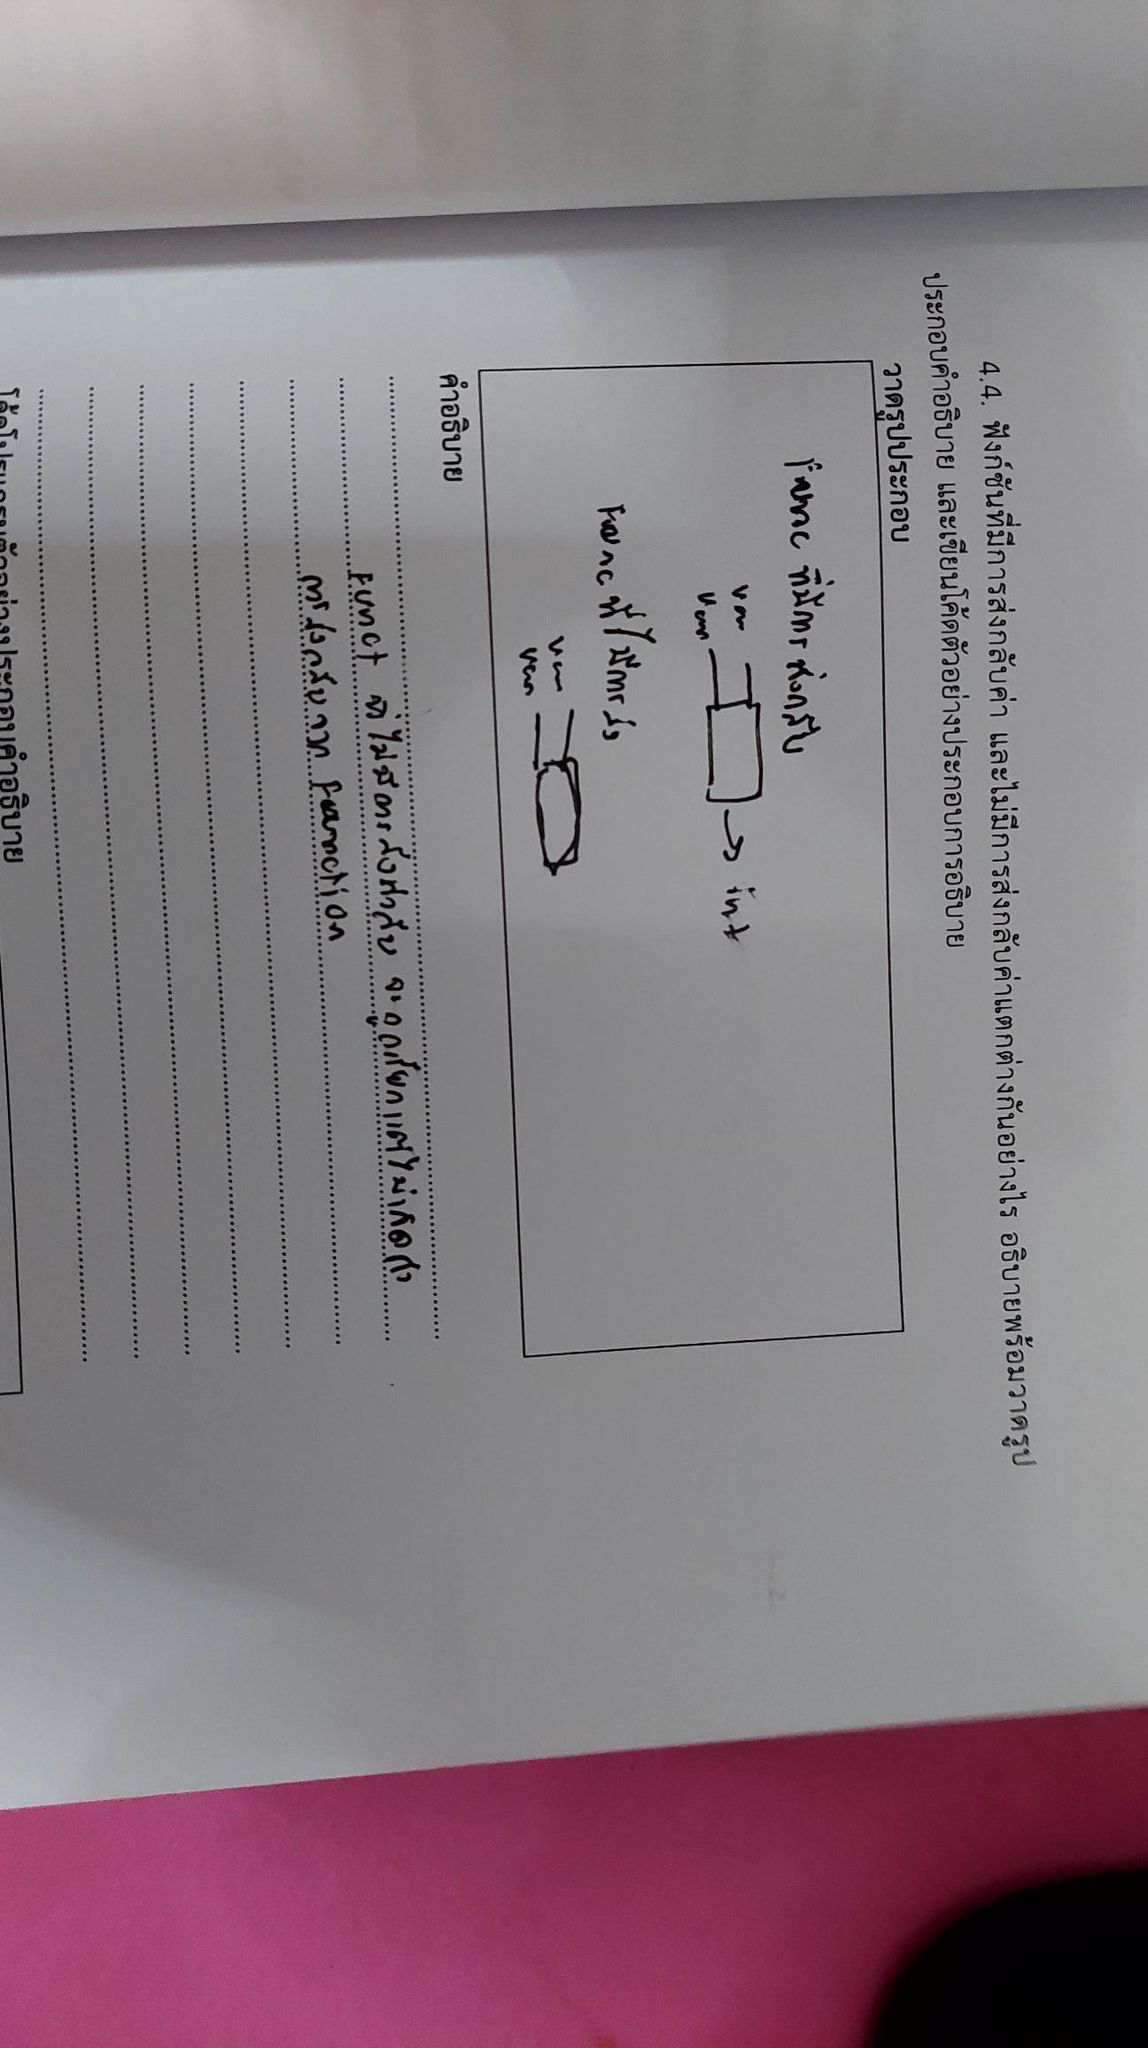 4.4. ฟังก์ชันที่มีการส่งกลับค่า และไม่มีการส่งกลับค่าแตกต่างกันอย่างไร อธิบายพร้อมวาดรูป
ประกอบคำอธิบาย และเขียนโค้ดตัวอย่างประกอบการอธิบาย
วาดรูปประกอบ
Func ที่มีการส่งกลับ
var
var → int
Func ที่ไม่มีการส่ง
var
var
คำอธิบาย
Funct ที่ไม่มีการส่งค่ากลับ จะถูกเรียกแต่ไม่เกิด
การส่งกลับจาก Function
โค้ดโปรแกรมตัวอย่างประกอบคำอธิบาย